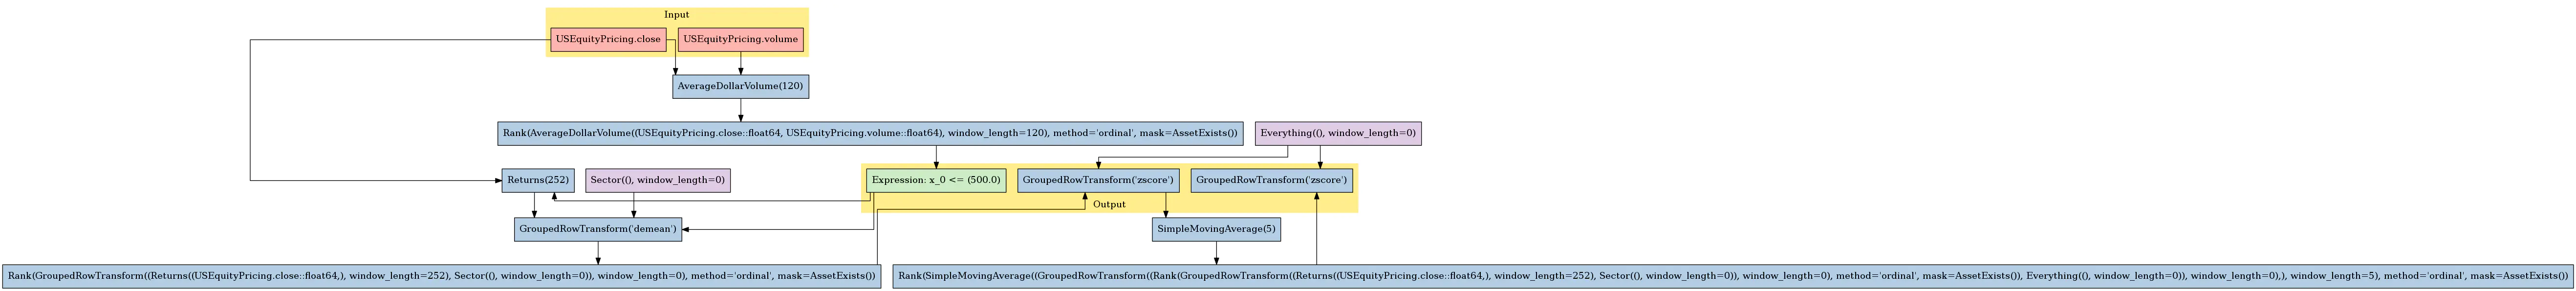 Input
USEquityPricing.close
USEquityPricing.volume
AverageDollarVolume(120)
Rank(AverageDollarVolume((USEquityPricing.close::float64, USEquityPricing.volume::float64), window_length=120), method='ordinal', mask=AssetExists())
Everything((), window_length=0)
Returns(252)
Sector((), window_length=0)
Expression: x_0 <= (500.0)
GroupedRowTransform('zscore')
GroupedRowTransform('zscore')
Output
GroupedRowTransform('demean')
SimpleMovingAverage(5)
Rank(GroupedRowTransform((Returns((USEquityPricing.close::float64,), window_length=252), Sector((), window_length=0)), window_length=0), method='ordinal', mask=AssetExists())
Rank(SimpleMovingAverage((GroupedRowTransform((Rank(GroupedRowTransform((Returns((USEquityPricing.close::float64,), window_length=252), Sector((), window_length=0)), window_length=0), method='ordinal', mask=AssetExists()), Everything((), window_length=0)), window_length=0),), window_length=5), method='ordinal', mask=AssetExists())